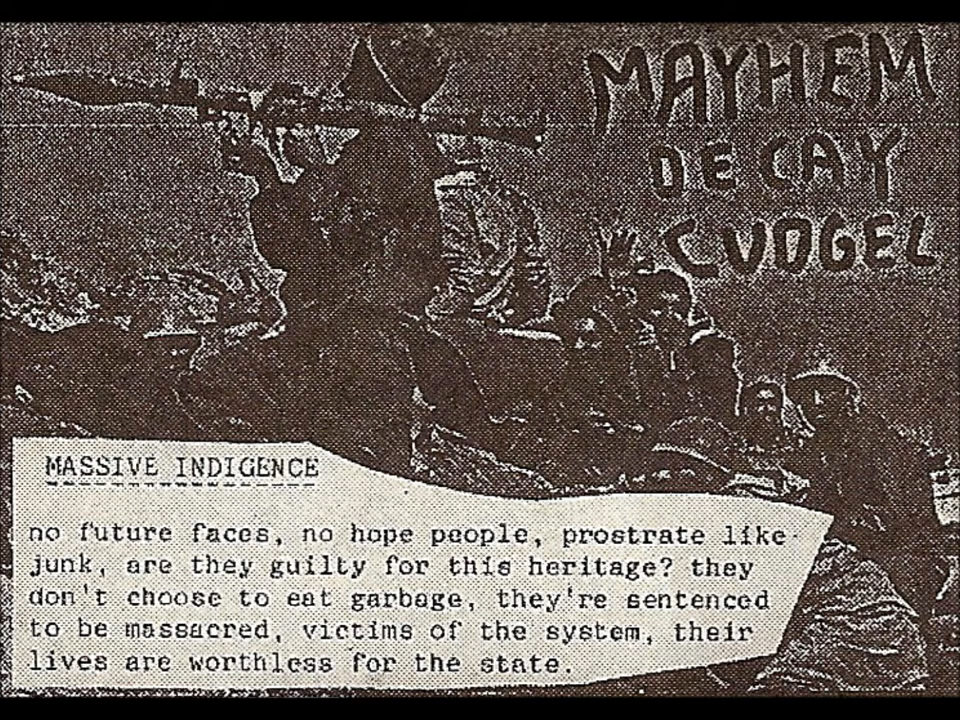 MAYHEM
DECAY
CVDGEL
MASSIVE INDIGENCE
no future faces, no hope people, prostrate like
junk, are they guilty for this heritage? they
don't choose to eat garbage, they're sentenced
to be massacred, victims of the system, their
lives are worthless for the state.